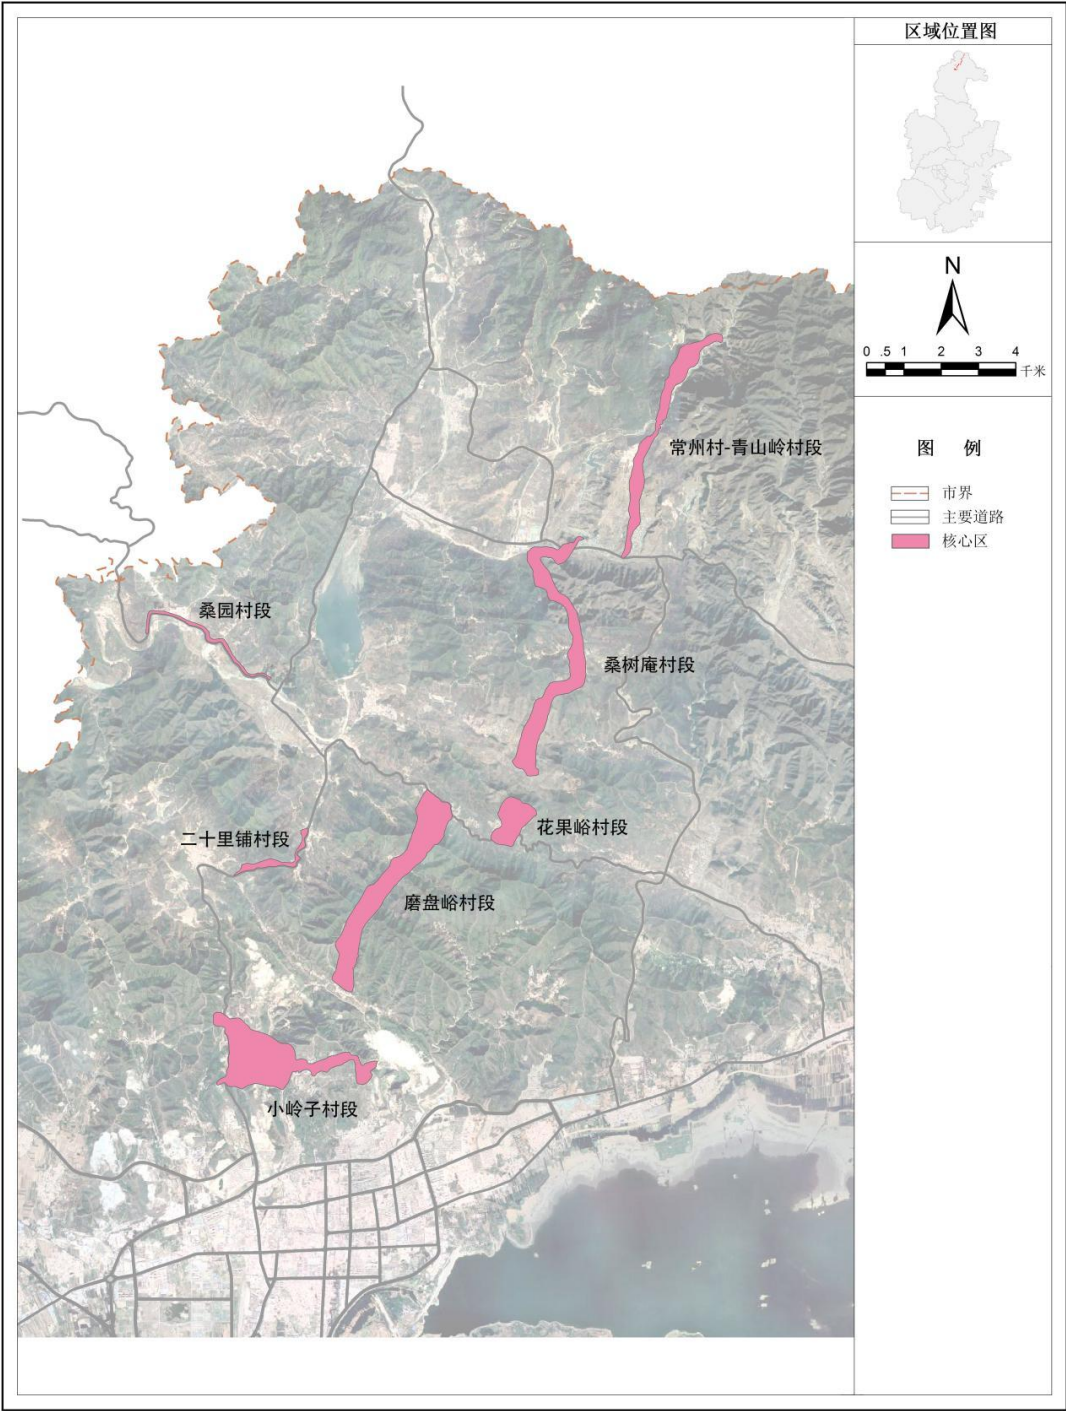 区域位置图
N
0 .5 1 2 3 4
千米
图 例
市界
主要道路
核心区
常州村-青山岭村段
桑园村段
桑树庵村段
二十里铺村段
花果峪村段
磨盘峪村段
小岭子村段